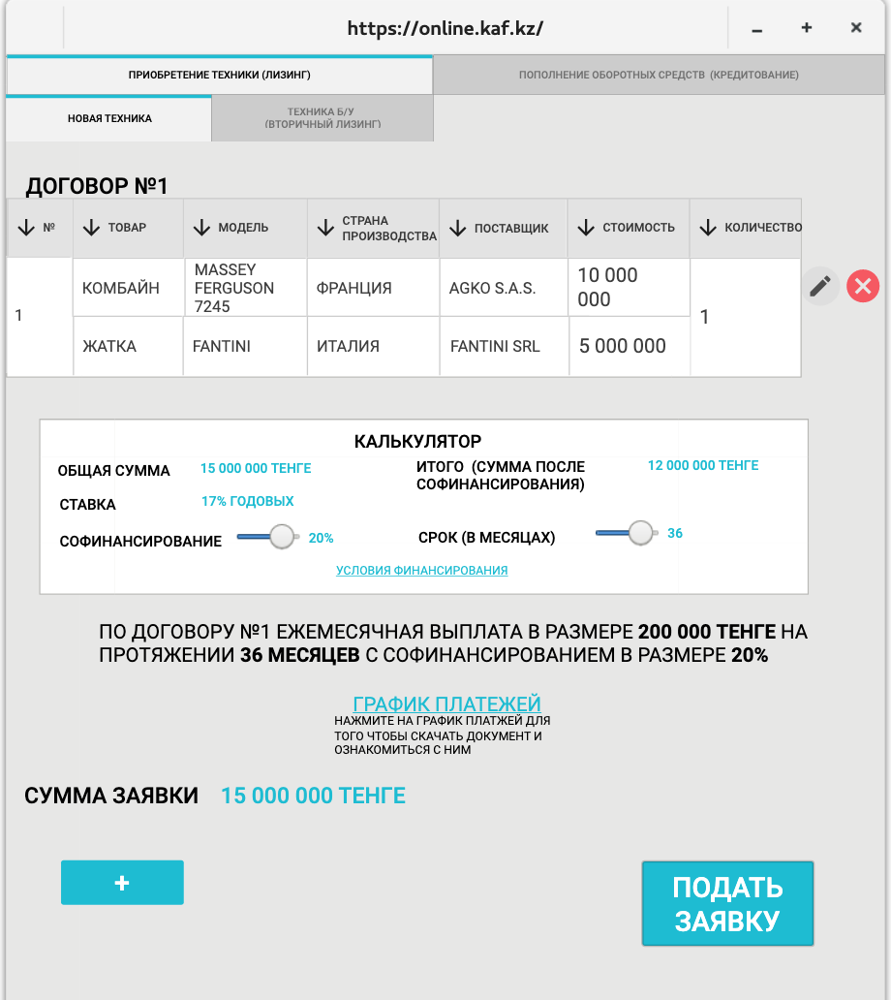 https://online.kaf.kz/
ПРИОБРЕТЕНИЕ ТЕХНИКИ (ЛИЗИНГ)
ПОПОЛНЕНИЕ ОБОРОТНЫХ СРЕДСТВ (КРЕДИТОВАНИЕ)
НОВАЯ ТЕХНИКА
ТЕХНИКА Б/У
(ВТОРИЧНЫЙ ЛИЗИНГ)
ДОГОВОР №1
№
ТОВАР
МОДЕЛЬ
СТРАНА
ПРОИЗВОДСТВА
ПОСТАВЩИК
СТОИМОСТЬ
КОЛИЧЕСТВО
1
КОМБАЙН
MASSEY
FERGUSON
7245
ФРАНЦИЯ
AGKO S.A.S.
10 000
000
1
ЖАТКА
FANTINI
ИТАЛИЯ
FANTINI SRL
5 000 000
КАЛЬКУЛЯТОР
ОБЩАЯ СУММА
15 000 000 ТЕНГЕ
ИТОГО (СУММА ПОСЛЕ
СОФИНАНСИРОВАНИЯ)
12 000 000 ТЕНГЕ
СТАВКА
17% ГОДОВЫХ
СОФИНАНСИРОВАНИЕ
20%
СРОК (В МЕСЯЦАХ)
36
УСЛОВИЯ ФИНАНСИРОВАНИЯ
ПО ДОГОВОРУ №1 ЕЖЕМЕСЯЧНАЯ ВЫПЛАТА В РАЗМЕРЕ 200 000 ТЕНГЕ НА
ПРОТЯЖЕНИИ 36 МЕСЯЦЕВ С СОФИНАНСИРОВАНИЕМ В РАЗМЕРЕ 20%
ГРАФИК ПЛАТЕЖЕЙ
НАЖМИТЕ НА ГРАФИК ПЛАТЖЕЙ ДЛЯ
ТОГО ЧТОБЫ СКАЧАТЬ ДОКУМЕНТ И
ОЗНАКОМИТЬСЯ С НИМ
СУММА ЗАЯВКИ
15 000 000 ТЕНГЕ
+
ПОДАТЬ
ЗАЯВКУ